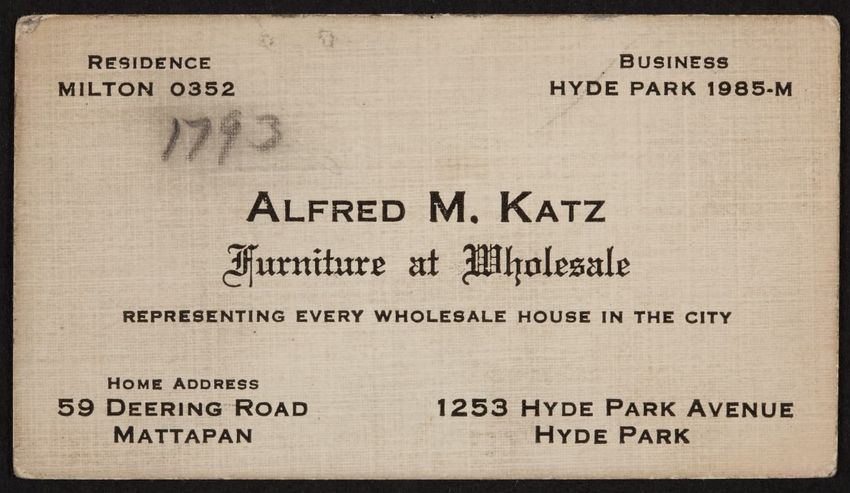 RESIDENCE
MILTON 0352
BUSINESS
HYDE PARK 1985-M
1793
ALFRED M. KATZ
Furniture at Wholesale
REPRESENTING EVERY WHOLESALE HOUSE IN THE CITY
HOME ADDRESS
59 DEERING ROAD
MATTAPAN
1253 HYDE PARK AVENUE
HYDE PARK